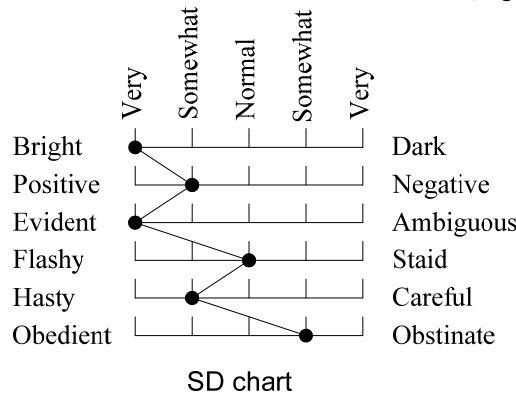 Very Somewhat Normal Somewhat Very
Bright Dark
Positive Negative
Evident Ambiguous
Flashy Staid
Hasty Careful
Obedient Obstinate
SD chart